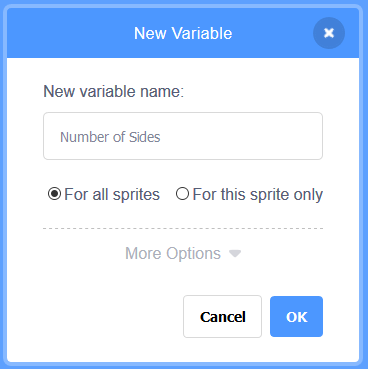 New Variable
New variable name:
Number of Sides
For all sprites For this sprite only
More Options
Cancel OK